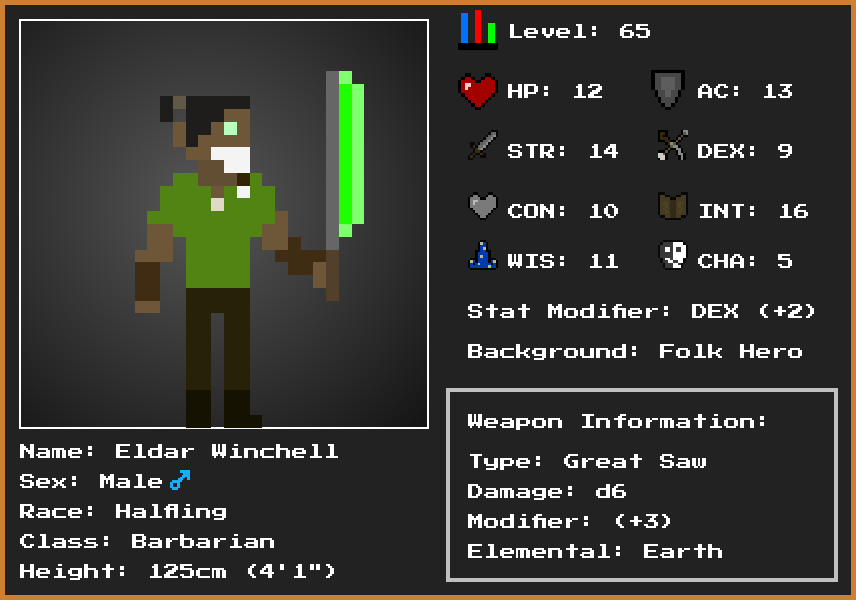 Level: 65
HP: 12
AC: 13
STR: 14
DEX: 9
CON: 10
INT: 16
WIS: 11
CHA: 5
Stat Modifier: DEX (+2)
Background: Folk Hero
Weapon Information:
Type: Great Saw
Damage: d6
Modifier: (+3)
Elemental: Earth
Name: Eldar Winchell
Sex: Male♂
Race: Halfling
Class: Barbarian
Height: 125cm (4'1")